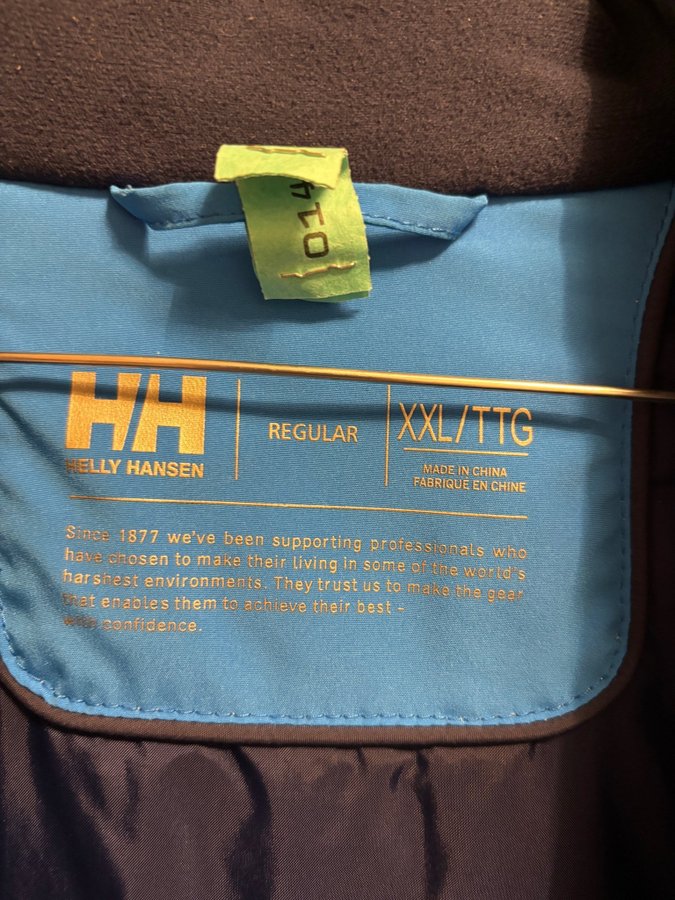 014
HH
HELLY HANSEN
REGULAR
XXL/TTG
MADE IN CHINA
FABRIQUÉ EN CHINE
Since 1877 we've been supporting professionals who
have chosen to make their living in some of the world's
harshest environments. They trust us to make the gear
that enables them to achieve their best -
with confidence.